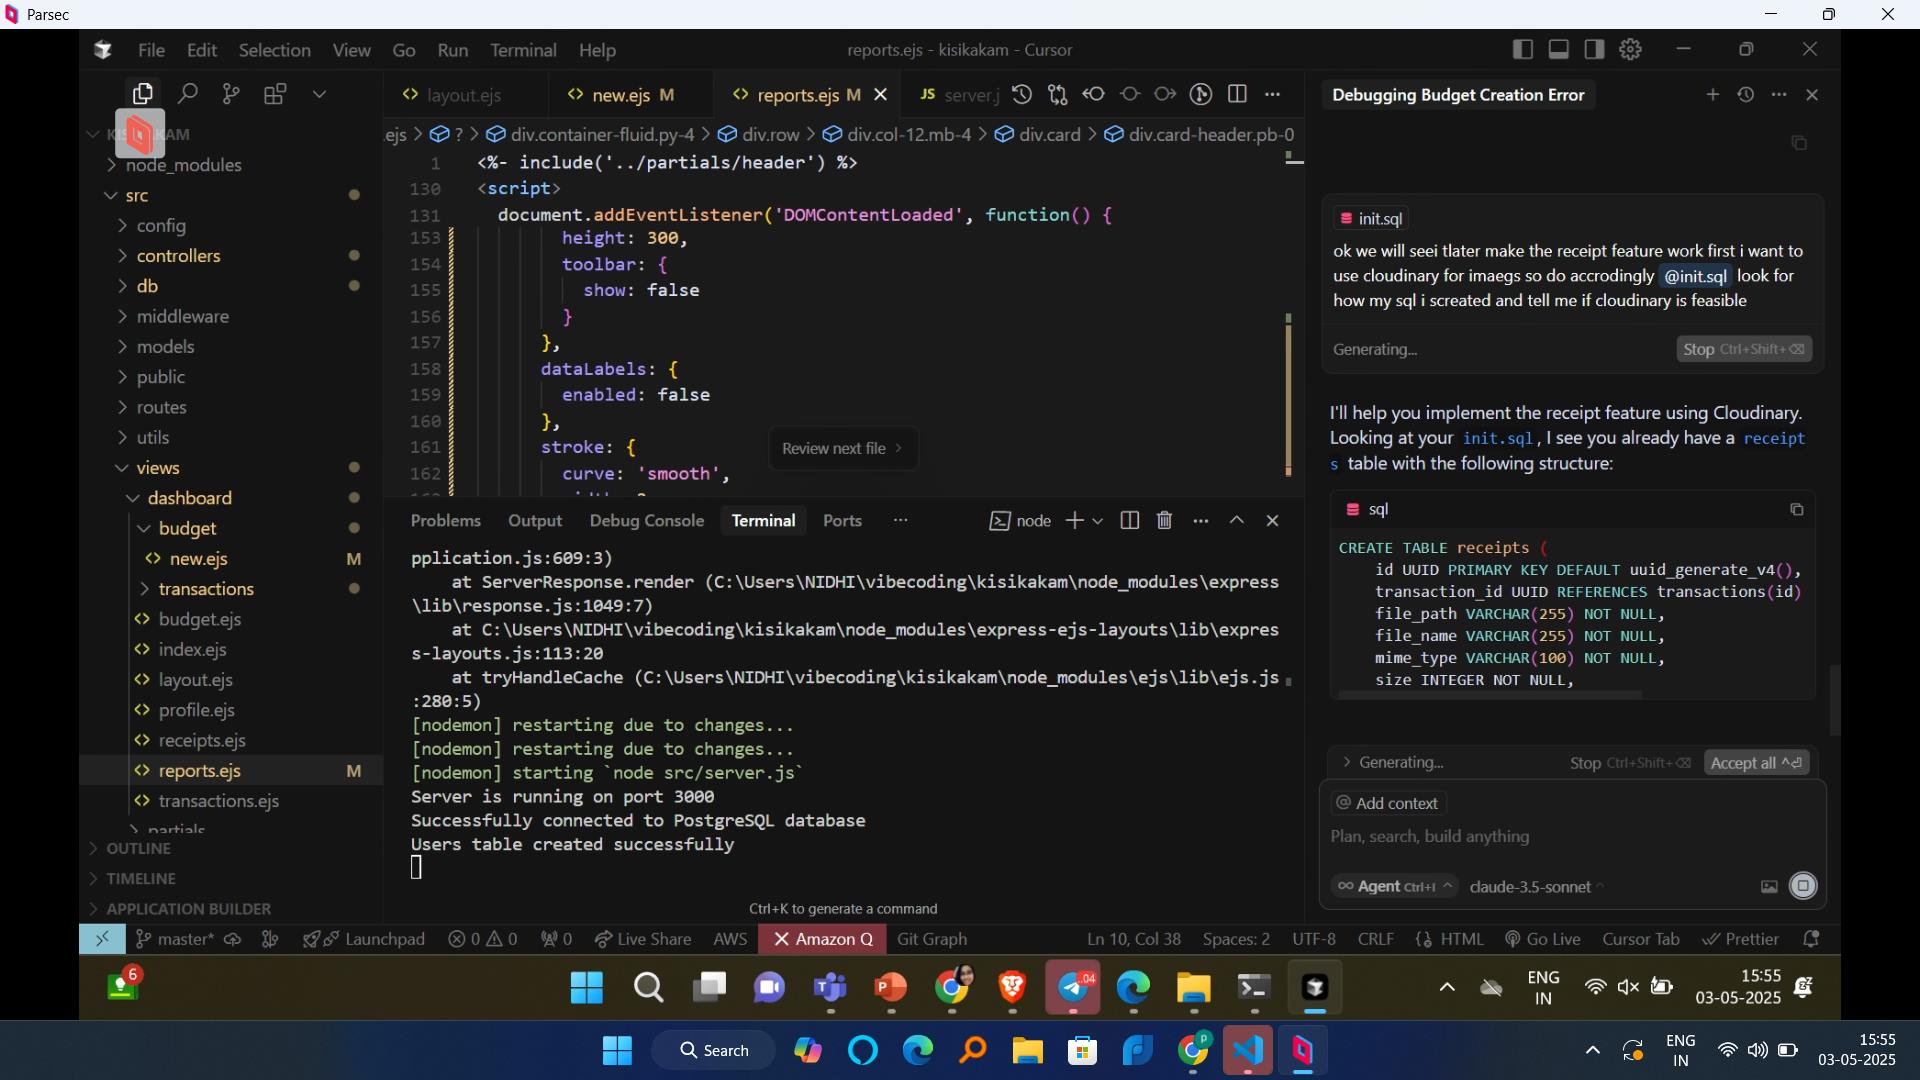 Parsec
File Edit Selection View Go Run Terminal Help
reports.ejs - kisikakam - Cursor
layout.ejs
new.ejs M
reports.ejs M
JS server.j
.ejs > ? > div.container-fluid.py-4 > div.row > div.col-12.mb-4 > div.card > div.card-header.pb-0
node_modules
src
config
controllers
db
middleware
models
public
routes
utils
views
dashboard
budget
new.ejs M
transactions
budget.ejs
index.ejs
layout.ejs
profile.ejs
receipts.ejs
reports.ejs M
transactions.ejs
partials
OUTLINE
TIMELINE
APPLICATION BUILDER
1 <%- include('../partials/header') %>
130 <script>
131 document.addEventListener('DOMContentLoaded', function() {
153 height: 300,
154 toolbar: {
155 show: false
156 }
157 },
158 dataLabels: {
159 enabled: false
160 },
161 stroke: {
162 curve: 'smooth',
Review next file >
Problems Output Debug Console Terminal Ports ...
node
pplication.js:609:3)
at ServerResponse.render (C:\Users\NIDHI\vibecoding\kisikakam\node_modules\express
\lib\response.js:1049:7)
at C:\Users\NIDHI\vibecoding\kisikakam\node_modules\express-ejs-layouts\lib\expres
s-layouts.js:113:20
at tryHandleCache (C:\Users\NIDHI\vibecoding\kisikakam\node_modules\ejs\lib\ejs.js
:280:5)
[nodemon] restarting due to changes...
[nodemon] restarting due to changes...
[nodemon] starting `node src/server.js`
Server is running on port 3000
Successfully connected to PostgreSQL database
Users table created successfully
Ctrl+K to generate a command
Debugging Budget Creation Error
init.sql
ok we will seei tlater make the receipt feature work first i want to
use cloudinary for imaegs so do accrodingly @init.sql look for
how my sql i screated and tell me if cloudinary is feasible
Generating...
Stop Ctrl+Shift+⌫
I'll help you implement the receipt feature using Cloudinary.
Looking at your init.sql, I see you already have a receipt
s table with the following structure:
sql
CREATE TABLE receipts (
id UUID PRIMARY KEY DEFAULT uuid_generate_v4(),
transaction_id UUID REFERENCES transactions(id)
file_path VARCHAR(255) NOT NULL,
file_name VARCHAR(255) NOT NULL,
mime_type VARCHAR(100) NOT NULL,
size INTEGER NOT NULL,
> Generating... Stop Ctrl+Shift+⌫ Accept all ^⏎
@ Add context
Plan, search, build anything
∞ Agent Ctrl+I ^ claude-3.5-sonnet ^
master* Launchpad 0 0 0 Live Share AWS Amazon Q Git Graph
Ln 10, Col 38 Spaces: 2 UTF-8 CRLF HTML Go Live Cursor Tab Prettier
6
.04
ENG
IN
15:55
03-05-2025
Search
P
ENG
IN
15:55
03-05-2025